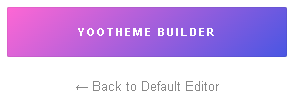 YOOTHEME BUILDER
← Back to Default Editor